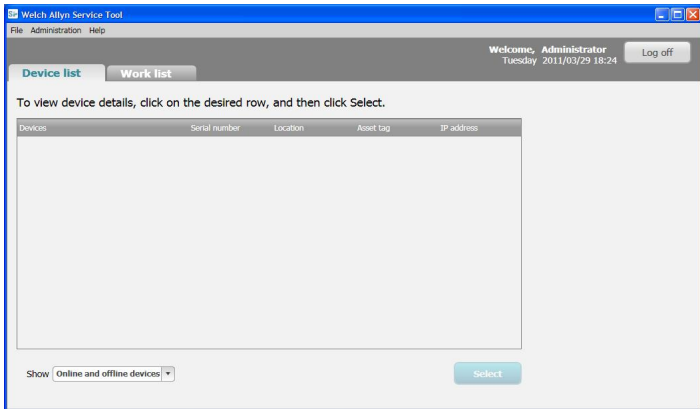 Welch Allyn Service Tool
File Administration Help
Welcome, Administrator
Tuesday 2011/03/29 18:24
Log off
Device list Work list
To view device details, click on the desired row, and then click Select.
Devices Serial number Location Asset tag IP address
Show Online and offline devices Select